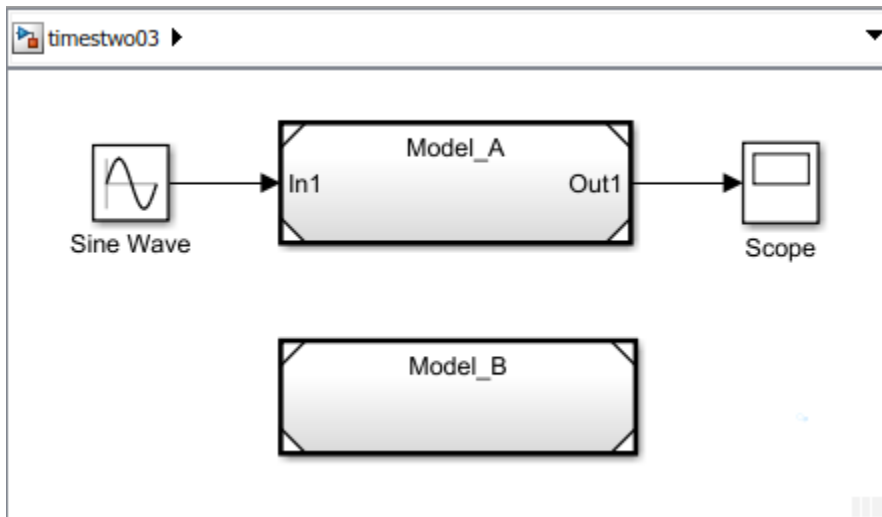 timestwo03
Model_A
In1 Out1
Sine Wave
Scope
Model_B